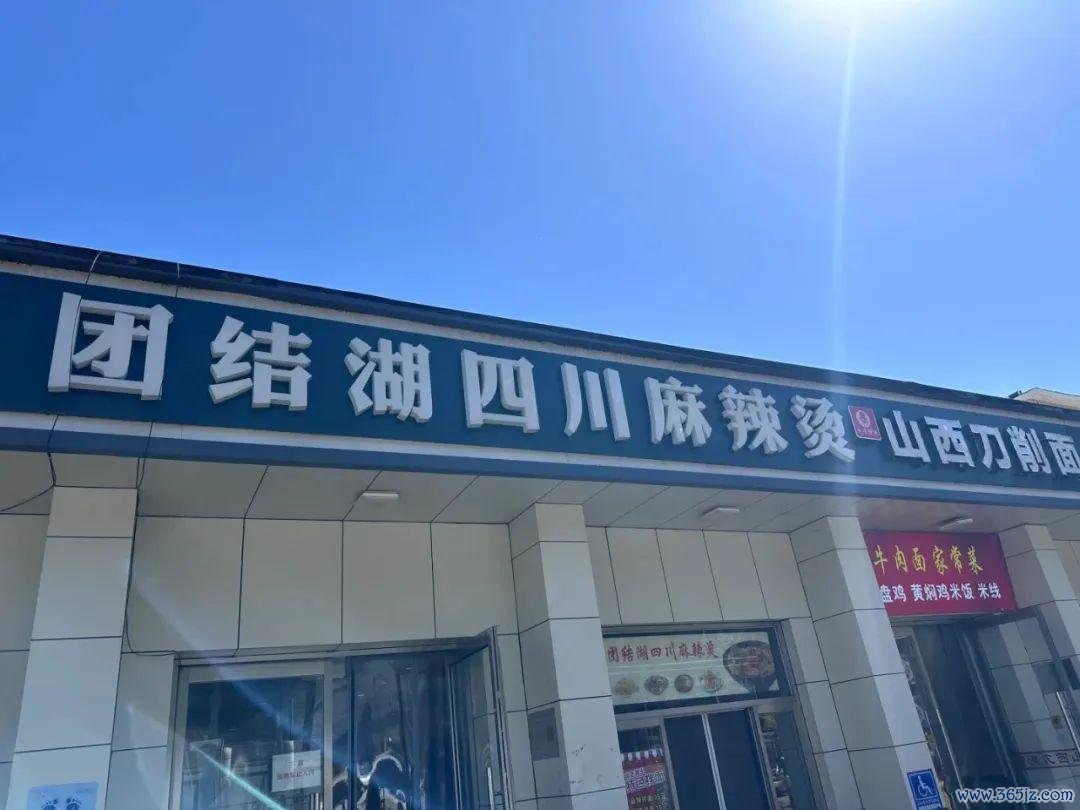 团结湖四川麻辣烫 山西刀削面
牛肉面 家常菜
盘鸡 黄焖鸡米饭 米线
团结湖四川麻辣烫
www.365jz.com